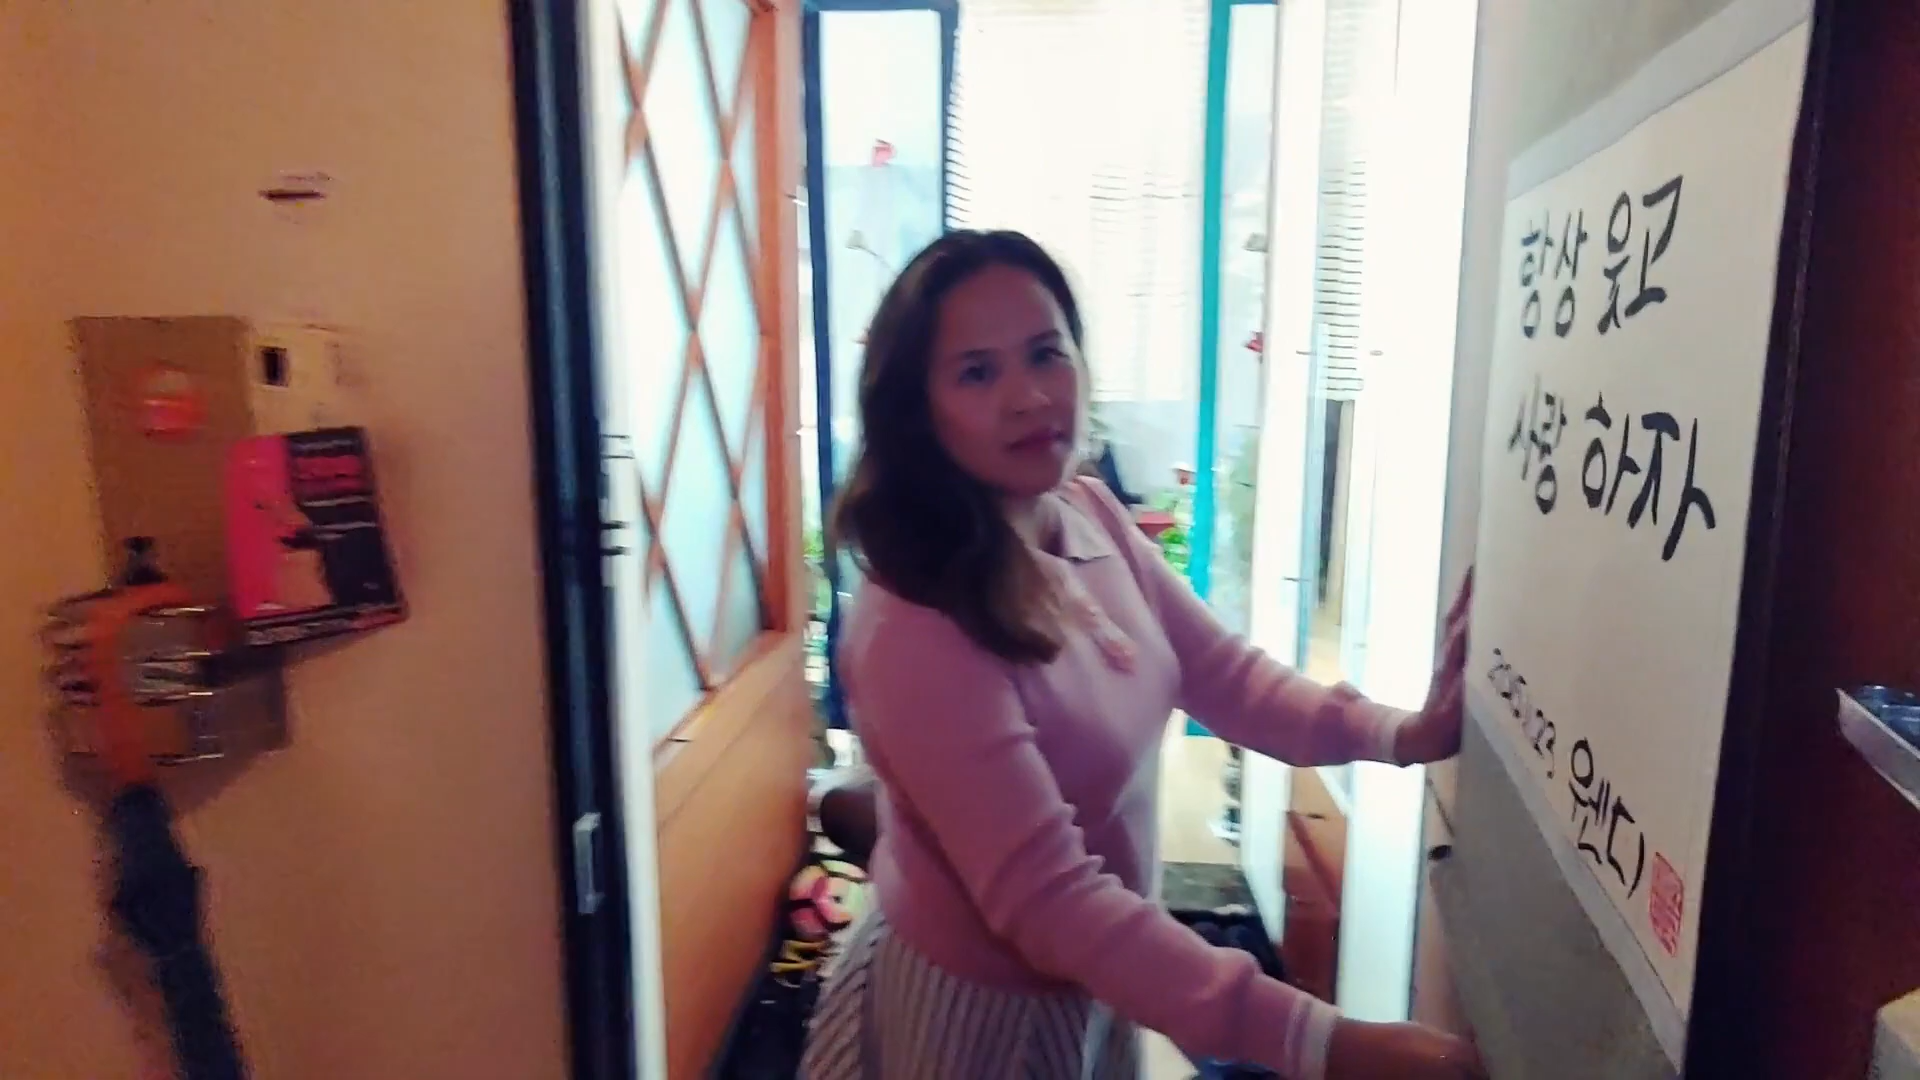 항상 웃고
사랑 하자
웬디